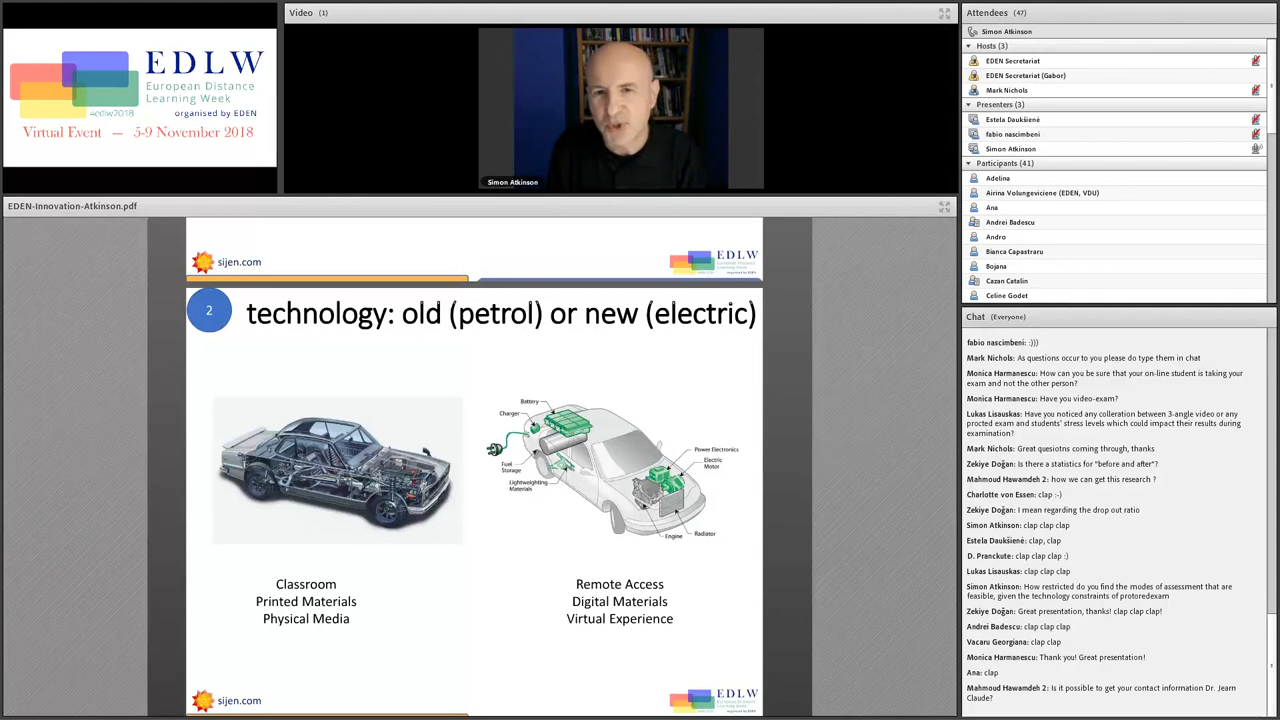 EDLW
European Distance
Learning Week
#edlw2018
organised by EDEN
Virtual Event — 5-9 November 2018
Video (1)
Simon Atkinson
EDEN-Innovation-Atkinson.pdf
sijen.com
EDLW
2
technology: old (petrol) or new (electric)
Battery
Charger
Fuel
Storage
Lightweighting
Materials
Power Electronics
Electric
Motor
Radiator
Engine
Classroom
Printed Materials
Physical Media
Remote Access
Digital Materials
Virtual Experience
sijen.com
EDLW
Attendees (47)
Simon Atkinson
Hosts (3)
EDEN Secretariat
EDEN Secretariat (Gabor)
Mark Nichols
Presenters (3)
Estela Daukšienė
fabio nascimbeni
Simon Atkinson
Participants (41)
Adelina
Airina Volungeviciene (EDEN, VDU)
Ana
Andrei Badescu
Andro
Bianca Capastraru
Bojana
Cazan Catalin
Celine Godet
Chat (Everyone)
fabio nascimbeni: :)))
Mark Nichols: As questions occur to you please do type them in chat
Monica Harmanescu: How can you be sure that your on-line student is taking your
exam and not the other person?
Monica Harmanescu: Have you video-exam?
Lukas Lisauskas: Have you noticed any colleration between 3-angle video or any
procted exam and students' stress levels which could impact their results during
examination?
Mark Nichols: Great quesiotns coming through, thanks
Zekiye Doğan: Is there a statistics for "before and after"?
Mahmoud Hawamdeh 2: how we can get this research ?
Charlotte von Essen: clap :-)
Zekiye Doğan: I mean regarding the drop out ratio
Simon Atkinson: clap clap clap
Estela Daukšienė: clap, clap
D. Pranckute: clap clap clap :)
Lukas Lisauskas: clap clap clap
Simon Atkinson: How restricted do you find the modes of assessment that are
feasible, given the technology constraints of protoredexam
Zekiye Doğan: Great presentation, thanks! clap clap clap!
Andrei Badescu: clap clap clap
Vacaru Georgiana: clap clap
Monica Harmanescu: Thank you! Great presentation!
Ana: clap
Mahmoud Hawamdeh 2: Is it possible to get your contact information Dr. Jearn
Claude?